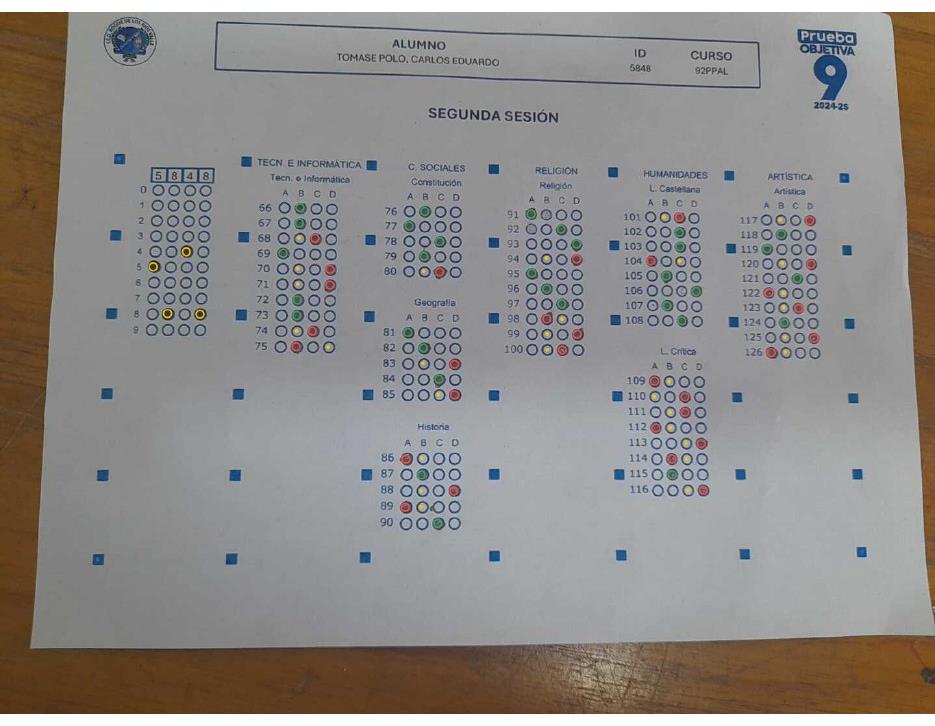 ALUMNO
TOMASE POLO, CARLOS EDUARDO
ID
5848
CURSO
92PPAL
Prueba
OBJETIVA
9
2024-25
SEGUNDA SESIÓN
5 8 4 8
0
1
2
3
4
5
6
7
8
9
TECN. E INFORMÁTICA
Tecn. e Informática
A B C D
66
67
68
69
70
71
72
73
74
75
C. SOCIALES
Constitución
A B C D
76
77
78
79
80
Geografía
A B C D
81
82
83
84
85
Historia
A B C D
86
87
88
89
90
RELIGIÓN
Religión
A B C D
91
92
93
94
95
96
97
98
99
100
HUMANIDADES
L. Castellana
A B C D
101
102
103
104
105
106
107
108
L. Crítica
A B C D
109
110
111
112
113
114
115
116
ARTÍSTICA
Artística
A B C D
117
118
119
120
121
122
123
124
125
126